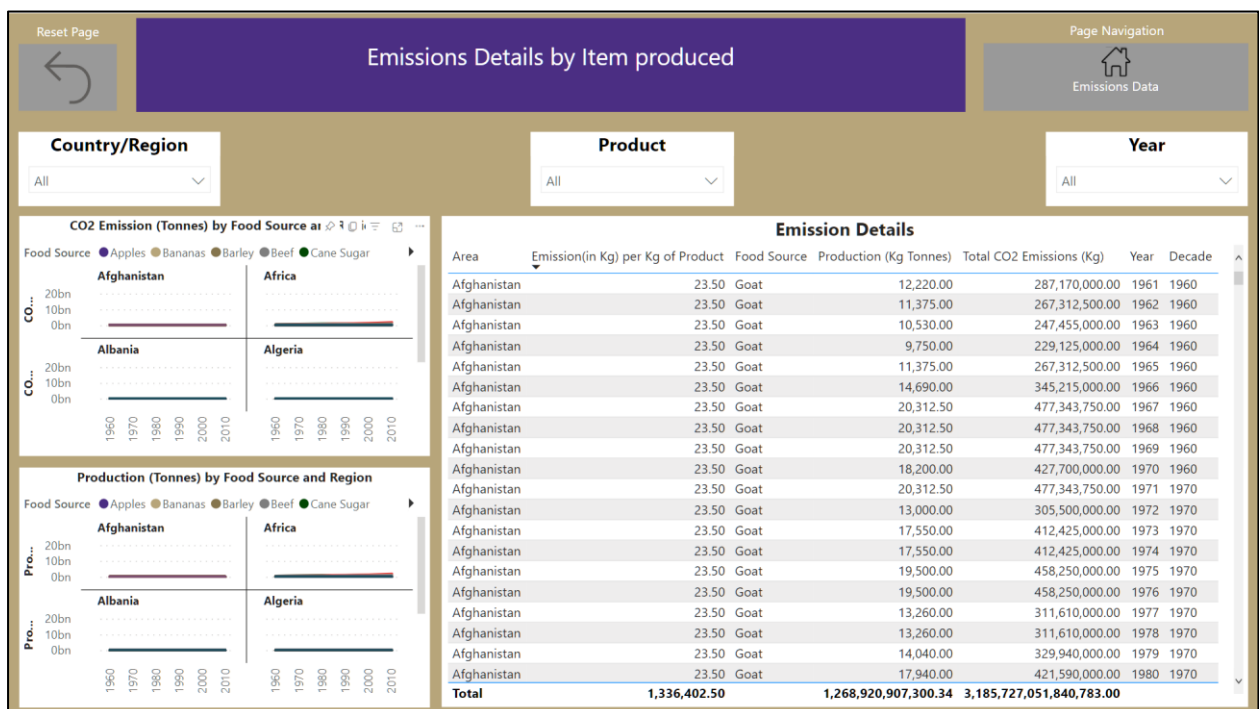 Reset Page
Emissions Details by Item produced
Page Navigation
Emissions Data
Country/Region
All
Product
All
Year
All
CO2 Emission (Tonnes) by Food Source
Food Source Apples Bananas Barley Beef Cane Sugar
Afghanistan Africa
CO...
20bn
10bn
0bn
Albania Algeria
CO...
20bn
10bn
0bn
1960 1970 1980 1990 2000 2010 1960 1970 1980 1990 2000 2010
Production (Tonnes) by Food Source and Region
Food Source Apples Bananas Barley Beef Cane Sugar
Afghanistan Africa
Pro...
20bn
10bn
0bn
Albania Algeria
Pro...
20bn
10bn
0bn
1960 1970 1980 1990 2000 2010 1960 1970 1980 1990 2000 2010
Emission Details
Area Emission(in Kg) per Kg of Product Food Source Production (Kg Tonnes) Total CO2 Emissions (Kg) Year Decade
Afghanistan 23.50 Goat 12,220.00 287,170,000.00 1961 1960
Afghanistan 23.50 Goat 11,375.00 267,312,500.00 1962 1960
Afghanistan 23.50 Goat 10,530.00 247,455,000.00 1963 1960
Afghanistan 23.50 Goat 9,750.00 229,125,000.00 1964 1960
Afghanistan 23.50 Goat 11,375.00 267,312,500.00 1965 1960
Afghanistan 23.50 Goat 14,690.00 345,215,000.00 1966 1960
Afghanistan 23.50 Goat 20,312.50 477,343,750.00 1967 1960
Afghanistan 23.50 Goat 20,312.50 477,343,750.00 1968 1960
Afghanistan 23.50 Goat 20,312.50 477,343,750.00 1969 1960
Afghanistan 23.50 Goat 18,200.00 427,700,000.00 1970 1960
Afghanistan 23.50 Goat 20,312.50 477,343,750.00 1971 1970
Afghanistan 23.50 Goat 13,000.00 305,500,000.00 1972 1970
Afghanistan 23.50 Goat 17,550.00 412,425,000.00 1973 1970
Afghanistan 23.50 Goat 17,550.00 412,425,000.00 1974 1970
Afghanistan 23.50 Goat 19,500.00 458,250,000.00 1975 1970
Afghanistan 23.50 Goat 19,500.00 458,250,000.00 1976 1970
Afghanistan 23.50 Goat 13,260.00 311,610,000.00 1977 1970
Afghanistan 23.50 Goat 13,260.00 311,610,000.00 1978 1970
Afghanistan 23.50 Goat 14,040.00 329,940,000.00 1979 1970
Afghanistan 23.50 Goat 17,940.00 421,590,000.00 1980 1970
Total 1,336,402.50 1,268,920,907,300.34 3,185,727,051,840,783.00